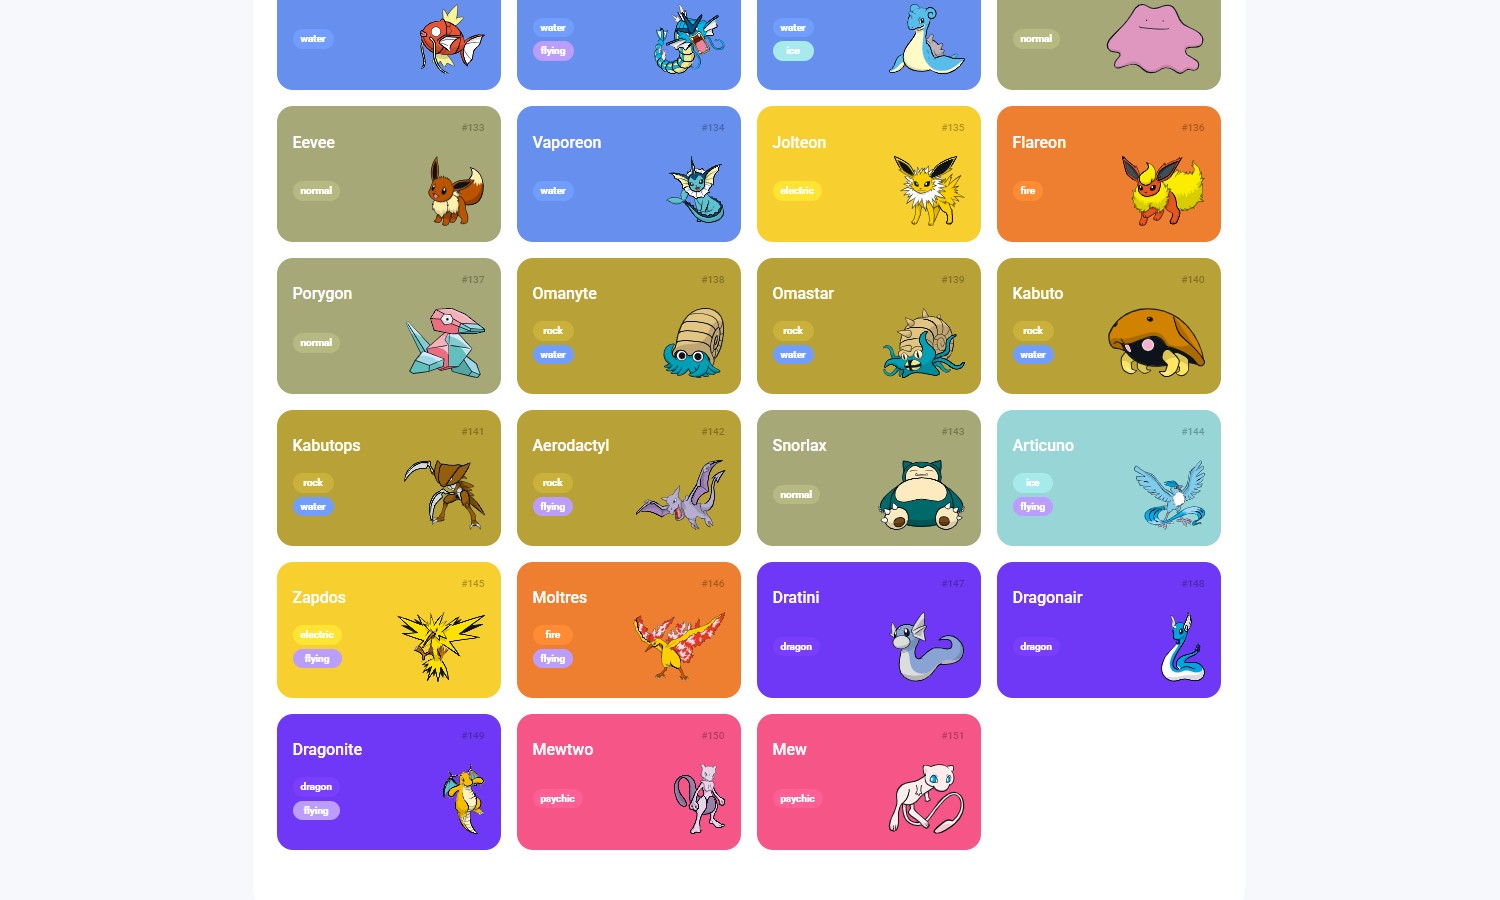 water
water
flying
water
ice
normal
#133
Eevee
normal
#134
Vaporeon
water
#135
Jolteon
electric
#136
Flareon
fire
#137
Porygon
normal
#138
Omanyte
rock
water
#139
Omastar
rock
water
#140
Kabuto
rock
water
#141
Kabutops
rock
water
#142
Aerodactyl
rock
flying
#143
Snorlax
normal
#144
Articuno
ice
flying
#145
Zapdos
electric
flying
#146
Moltres
fire
flying
#147
Dratini
dragon
#148
Dragonair
dragon
#149
Dragonite
dragon
flying
#150
Mewtwo
psychic
#151
Mew
psychic